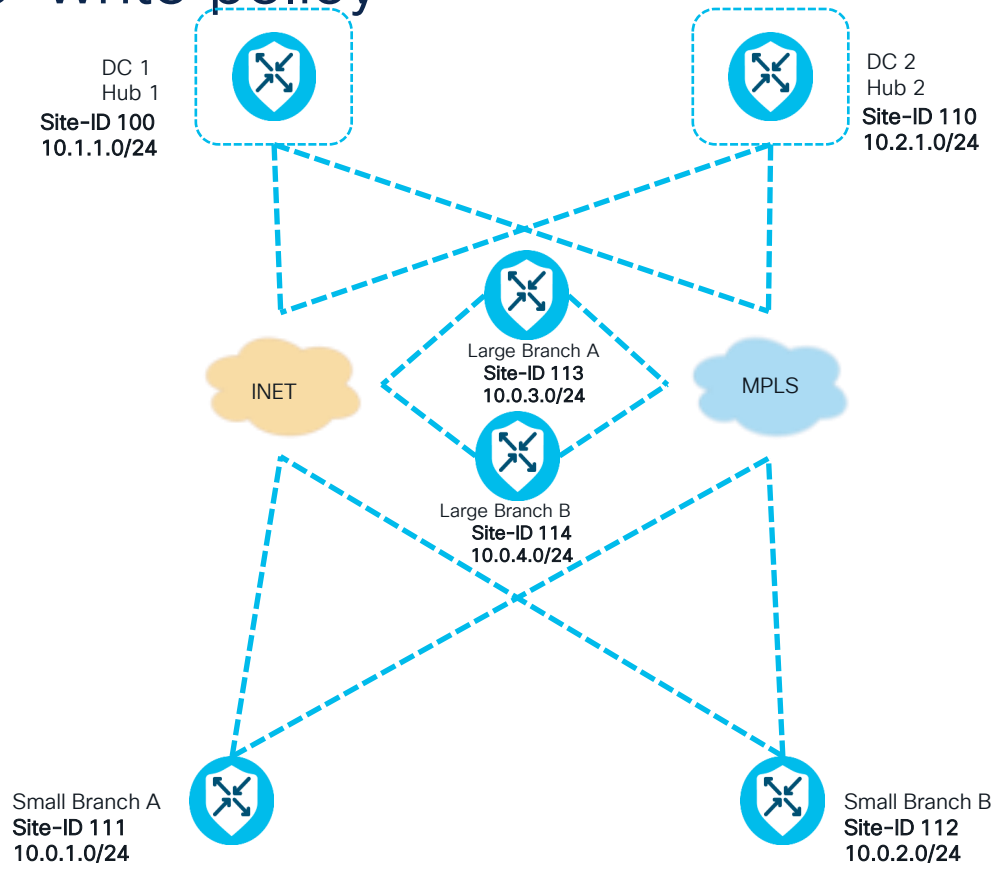 write policy
DC 1
Hub 1
Site-ID 100
10.1.1.0/24
DC 2
Hub 2
Site-ID 110
10.2.1.0/24
Large Branch A
Site-ID 113
10.0.3.0/24
INET
MPLS
Large Branch B
Site-ID 114
10.0.4.0/24
Small Branch A
Site-ID 111
10.0.1.0/24
Small Branch B
Site-ID 112
10.0.2.0/24